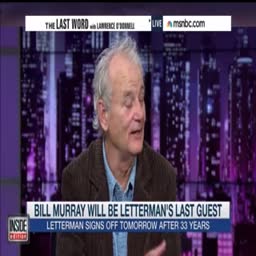 THE LAST WORD
WITH LAWRENCE O'DONNELL
LIVE
msnbc.com
BILL MURRAY WILL BE LETTERMAN'S LAST GUEST
LETTERMAN SIGNS OFF TOMORROW AFTER 33 YEARS
INSIDE
EDITION